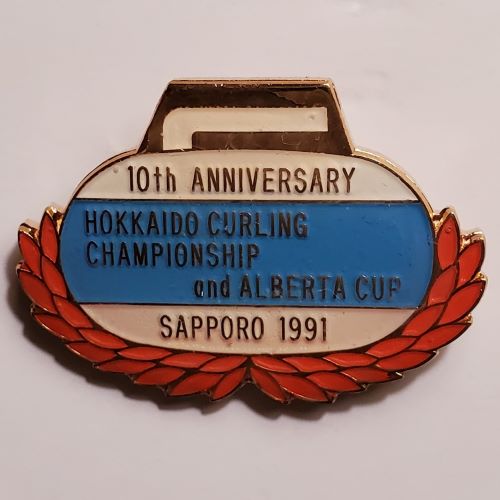 10th ANNIVERSARY
HOKKAIDO CURLING
CHAMPIONSHIP
and ALBERTA CUP
SAPPORO 1991